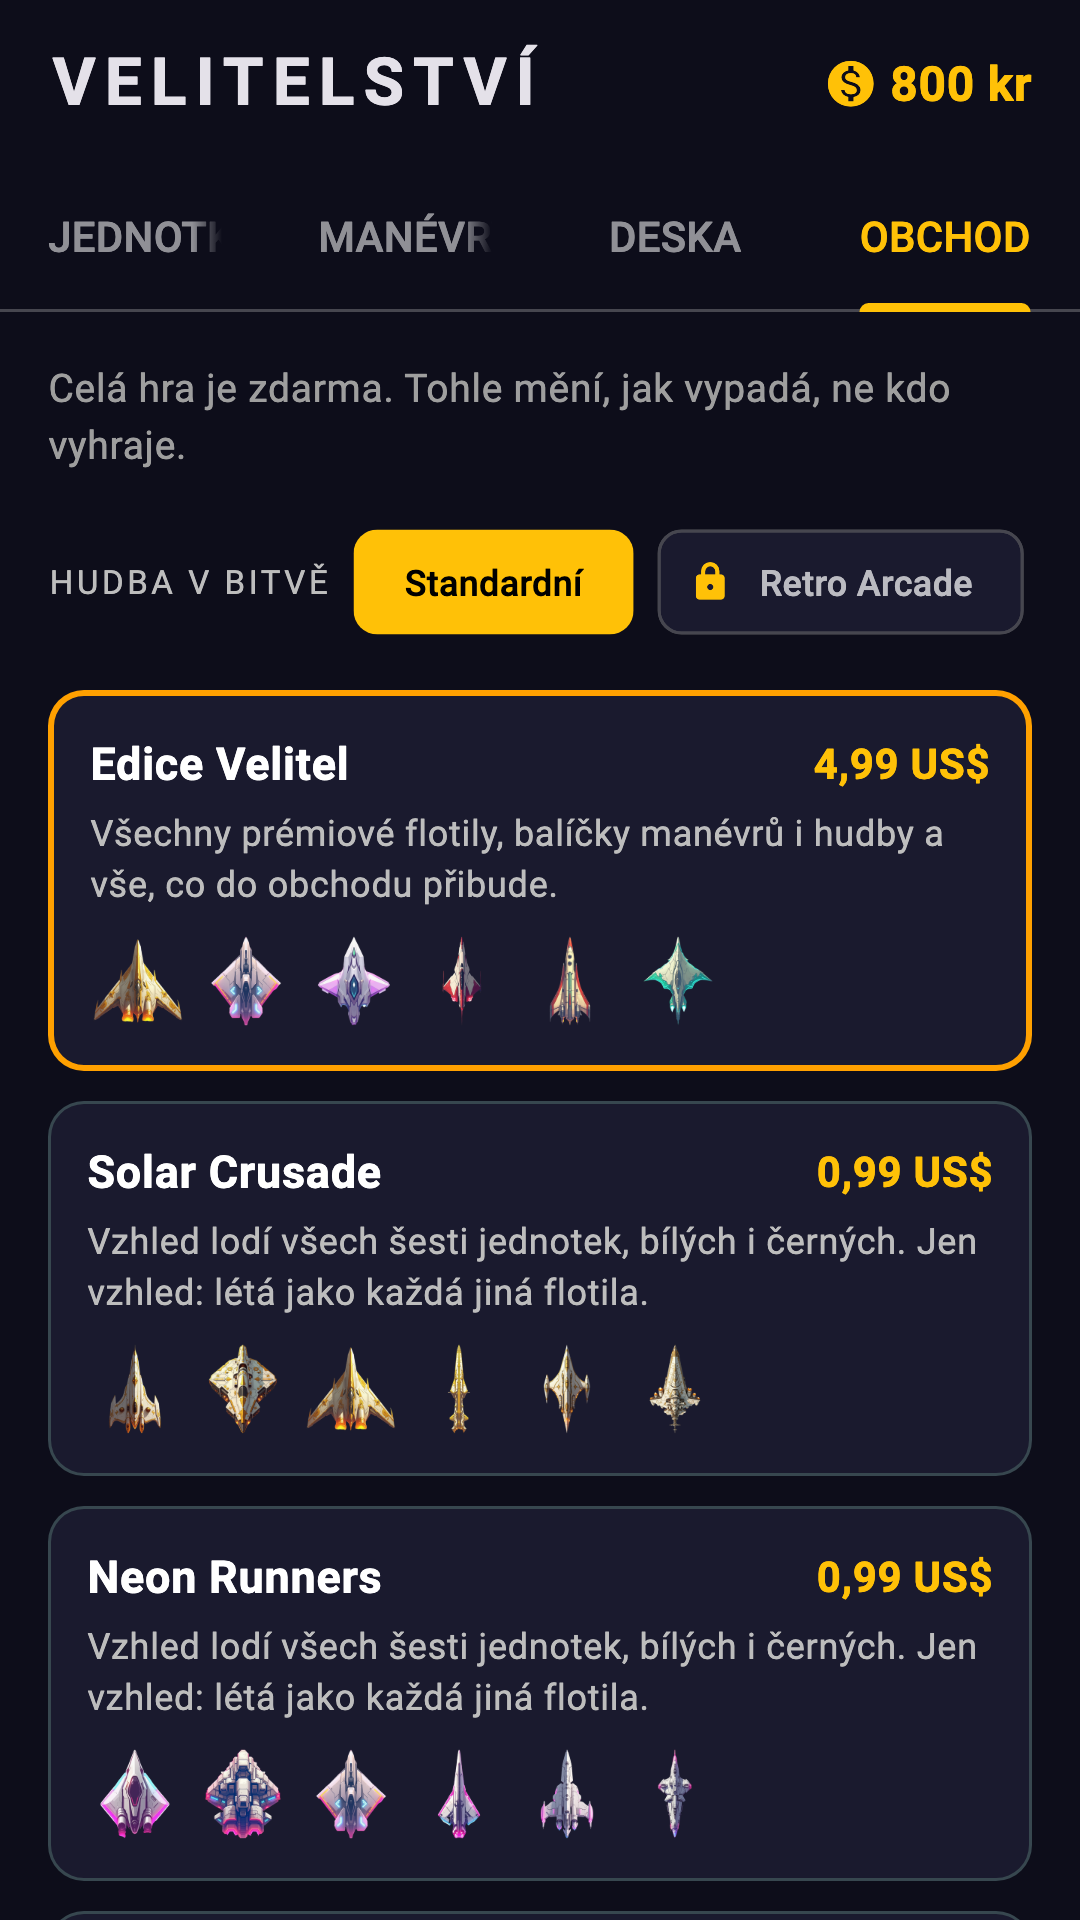 VELITELSTVÍ
800 kr
MANÉVR
DESKA
OBCHOD
Celá hra je zdarma. Tohle mění, jak vypadá, ne kdo
vyhraje.
HUDBA V BITVĚ
Standardní
Retro Arcade
Edice Velitel
4,99 US$
Všechny prémiové flotily, balíčky manévrů i hudby a
vše, co do obchodu přibude.
Solar Crusade
0,99 US$
Vzhled lodí všech šesti jednotek, bílých i černých. Jen
vzhled: létá jako každá jiná flotila.
Neon Runners
0,99 US$
Vzhled lodí všech šesti jednotek, bílých i černých. Jen
vzhled: létá jako každá jiná flotila.